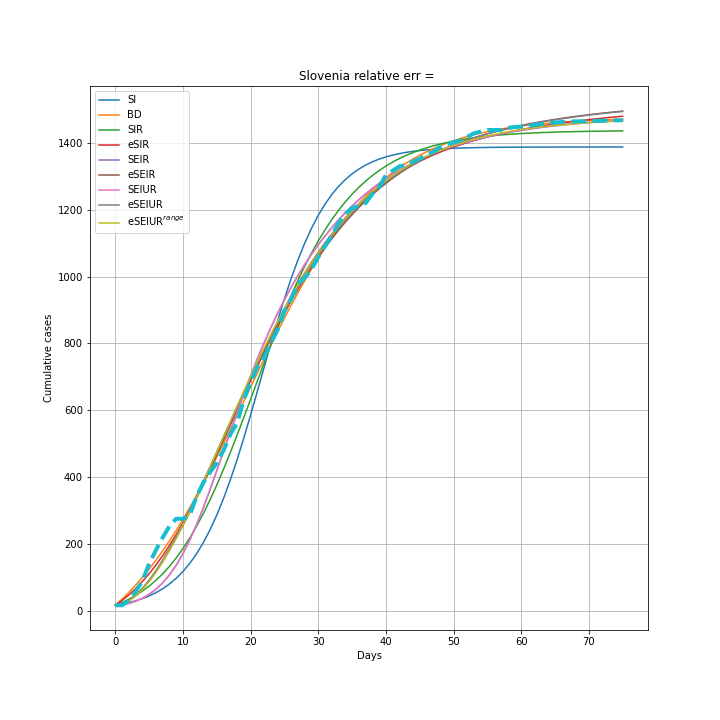 Slovenia relative err =
SI
BD
SIR
eSIR
SEIR
eSEIR
SEIUR
eSEIUR
eSEIUR^range
1400
1200
1000
800
600
400
200
0
Cumulative cases
0 10 20 30 40 50 60 70
Days